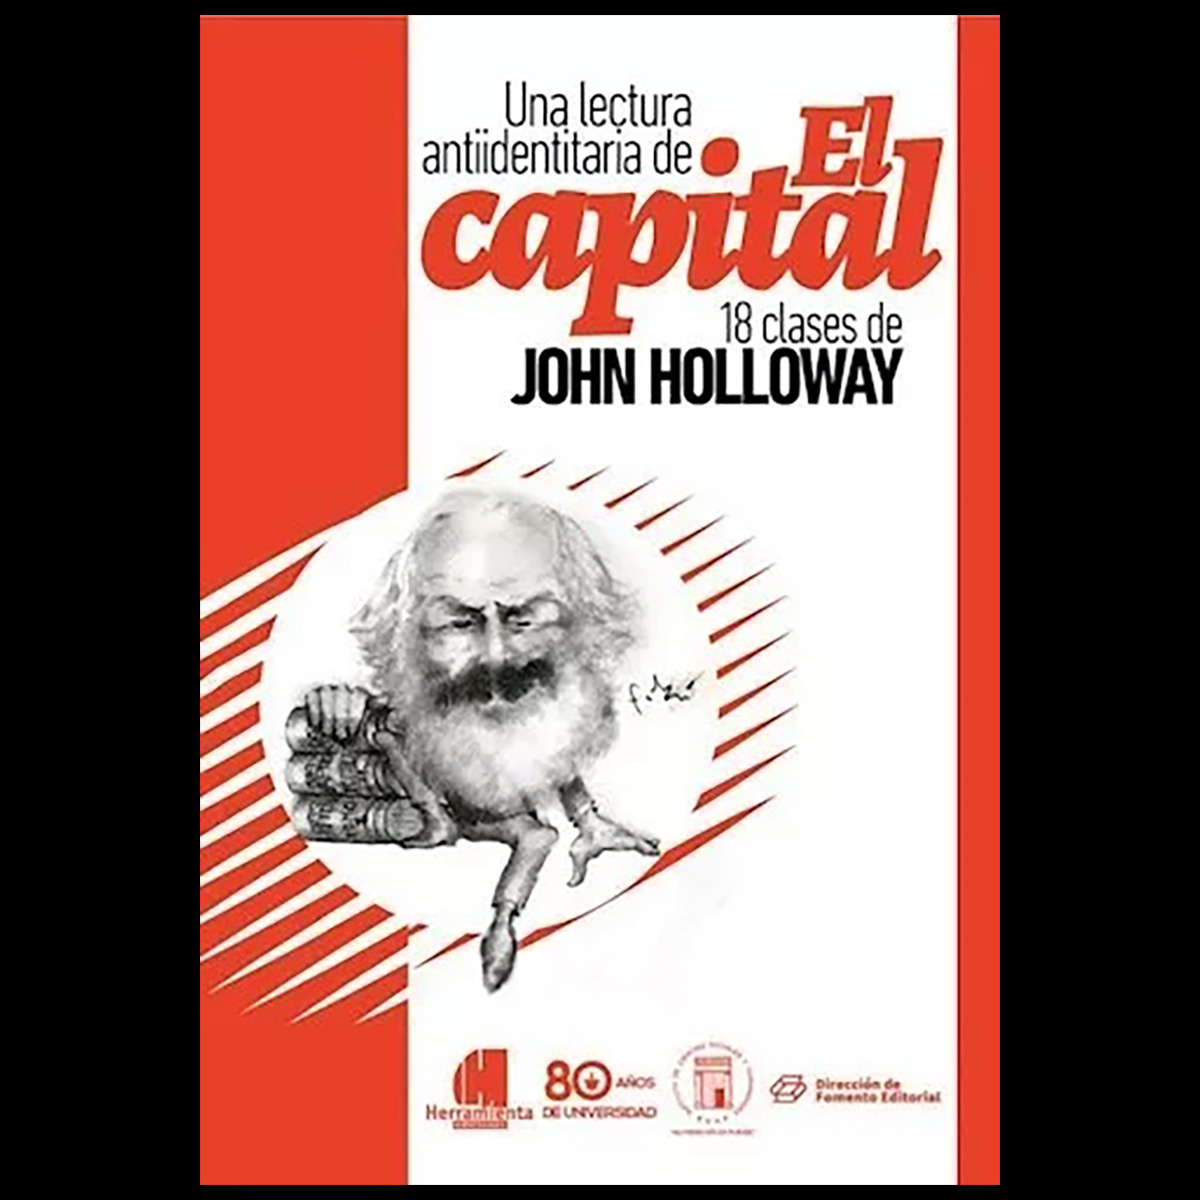 Una lectura
antiidentitaria de
El
capital
18 clases de
JOHN HOLLOWAY
Herramienta
80 AÑOS
DE UNIVERSIDAD
Dirección de
Fomento Editorial